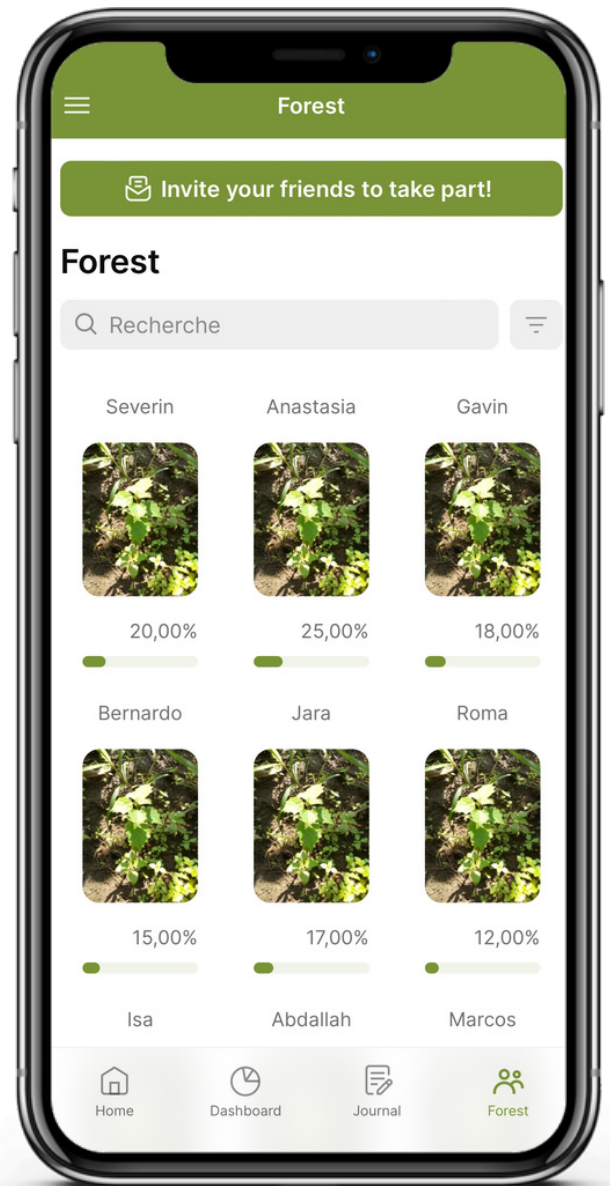 Forest
Invite your friends to take part!
Forest
Recherche
Severin Anastasia Gavin
20,00% 25,00% 18,00%
Bernardo Jara Roma
15,00% 17,00% 12,00%
Isa Abdallah Marcos
Home Dashboard Journal Forest